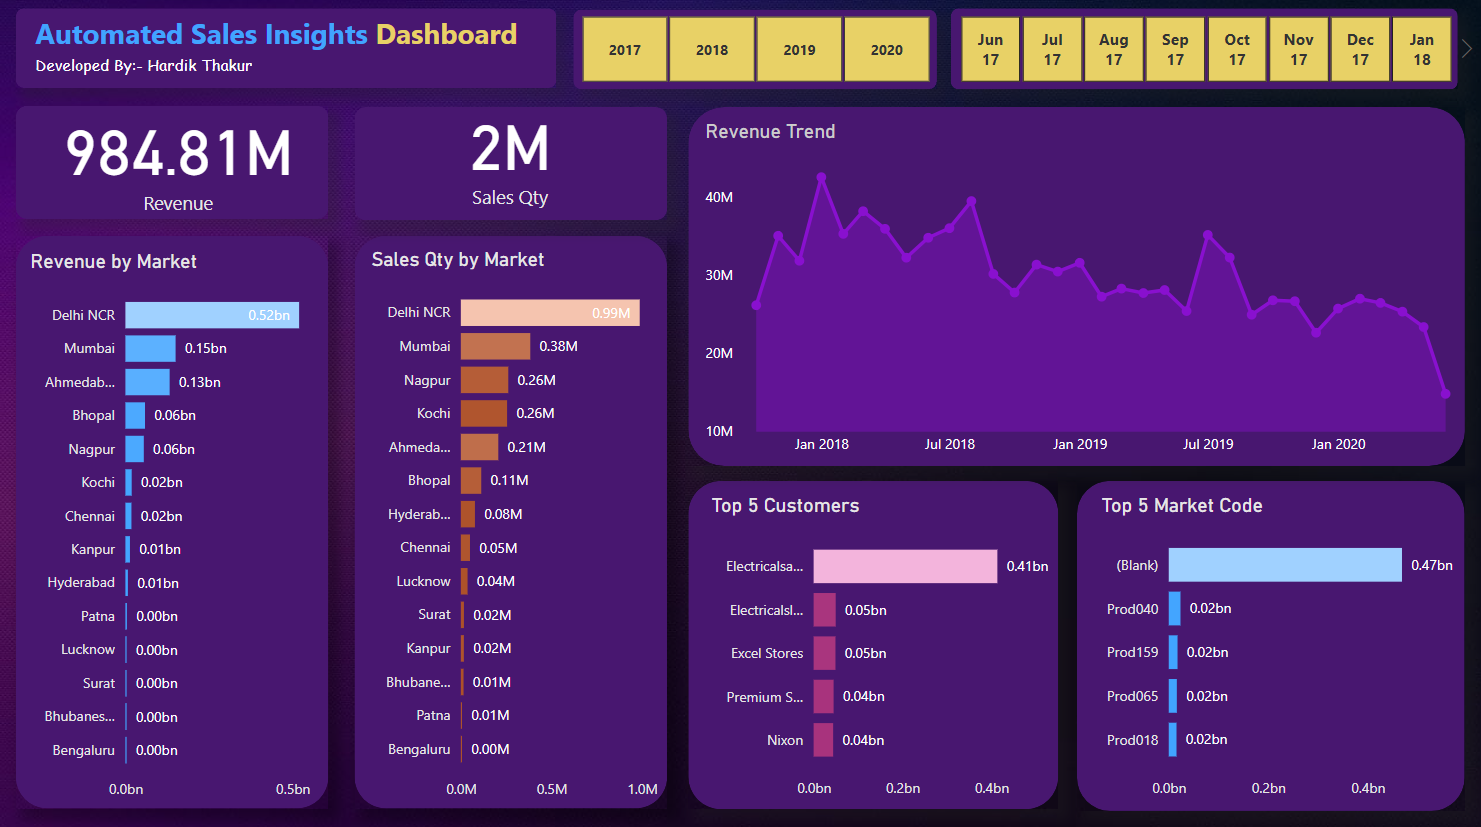 Automated Sales Insights Dashboard
Developed By:- Hardik Thakur
2017
2018
2019
2020
Jun
17
Jul
17
Aug
17
Sep
17
Oct
17
Nov
17
Dec
17
Jan
18
984.81M
Revenue
2M
Sales Qty
Revenue Trend
40M
30M
20M
10M
Jan 2018
Jul 2018
Jan 2019
Jul 2019
Jan 2020
Revenue by Market
Delhi NCR 0.52bn
Mumbai 0.15bn
Ahmedab... 0.13bn
Bhopal 0.06bn
Nagpur 0.06bn
Kochi 0.02bn
Chennai 0.02bn
Kanpur 0.01bn
Hyderabad 0.01bn
Patna 0.00bn
Lucknow 0.00bn
Surat 0.00bn
Bhubanes... 0.00bn
Bengaluru 0.00bn
0.0bn 0.5bn
Sales Qty by Market
Delhi NCR 0.99M
Mumbai 0.38M
Nagpur 0.26M
Kochi 0.26M
Ahmeda... 0.21M
Bhopal 0.11M
Hyderab... 0.08M
Chennai 0.05M
Lucknow 0.04M
Surat 0.02M
Kanpur 0.02M
Bhubane... 0.01M
Patna 0.01M
Bengaluru 0.00M
0.0M 0.5M 1.0M
Top 5 Customers
Electricalsa... 0.41bn
Electricalsl... 0.05bn
Excel Stores 0.05bn
Premium S... 0.04bn
Nixon 0.04bn
0.0bn 0.2bn 0.4bn
Top 5 Market Code
(Blank) 0.47bn
Prod040 0.02bn
Prod159 0.02bn
Prod065 0.02bn
Prod018 0.02bn
0.0bn 0.2bn 0.4bn